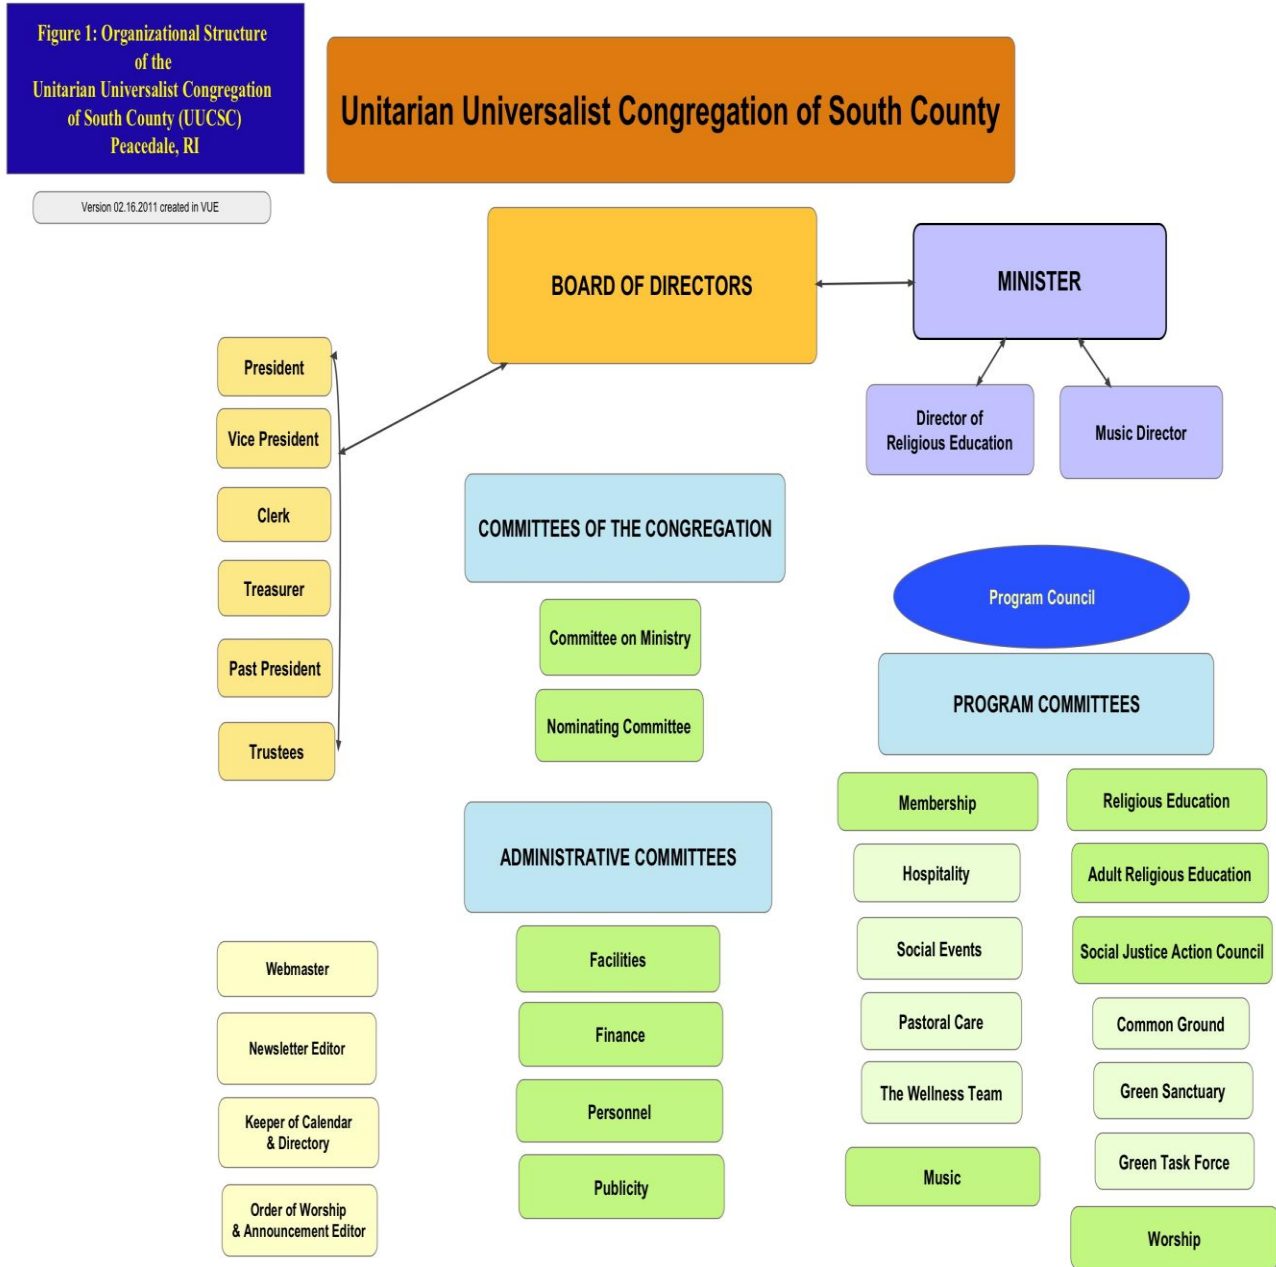 Figure 1: Organizational Structure
of the
Unitarian Universalist Congregation
of South County (UUCSC)
Peacedale, RI
Version 02.16.2011 created in VUE
Unitarian Universalist Congregation of South County
BOARD OF DIRECTORS
MINISTER
Director of
Religious Education
Music Director
President
Vice President
Clerk
Treasurer
Past President
Trustees
COMMITTEES OF THE CONGREGATION
Committee on Ministry
Nominating Committee
ADMINISTRATIVE COMMITTEES
Facilities
Finance
Personnel
Publicity
Program Council
PROGRAM COMMITTEES
Membership
Hospitality
Social Events
Pastoral Care
The Wellness Team
Music
Religious Education
Adult Religious Education
Social Justice Action Council
Common Ground
Green Sanctuary
Green Task Force
Worship
Webmaster
Newsletter Editor
Keeper of Calendar
& Directory
Order of Worship
& Announcement Editor